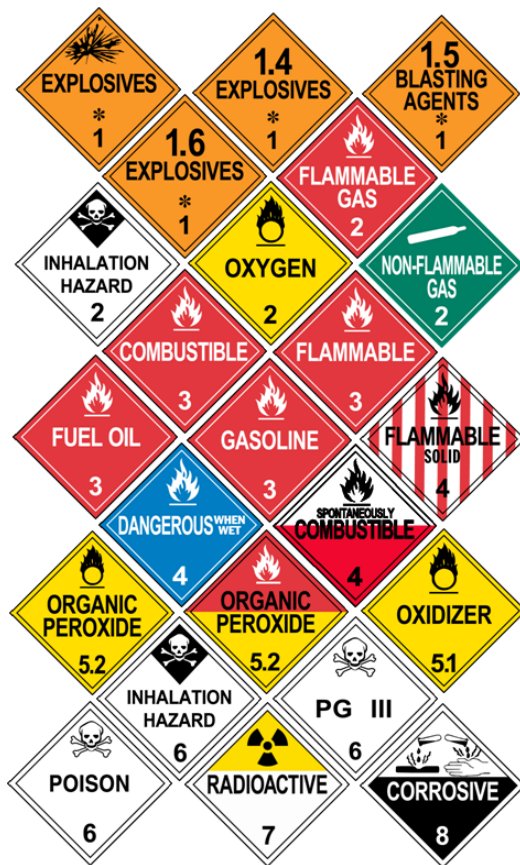 EXPLOSIVES
*
1
1.4
EXPLOSIVES
*
1
1.5
BLASTING
AGENTS
*
1
1.6
EXPLOSIVES
*
1
FLAMMABLE
GAS
2
INHALATION
HAZARD
2
OXYGEN
2
NON-FLAMMABLE
GAS
2
COMBUSTIBLE
3
FLAMMABLE
3
FUEL OIL
3
GASOLINE
3
FLAMMABLE
SOLID
4
DANGEROUS WHEN
WET
4
SPONTANEOUSLY
COMBUSTIBLE
4
ORGANIC
PEROXIDE
5.2
ORGANIC
PEROXIDE
5.2
OXIDIZER
5.1
INHALATION
HAZARD
6
PG III
6
POISON
6
RADIOACTIVE
7
CORROSIVE
8